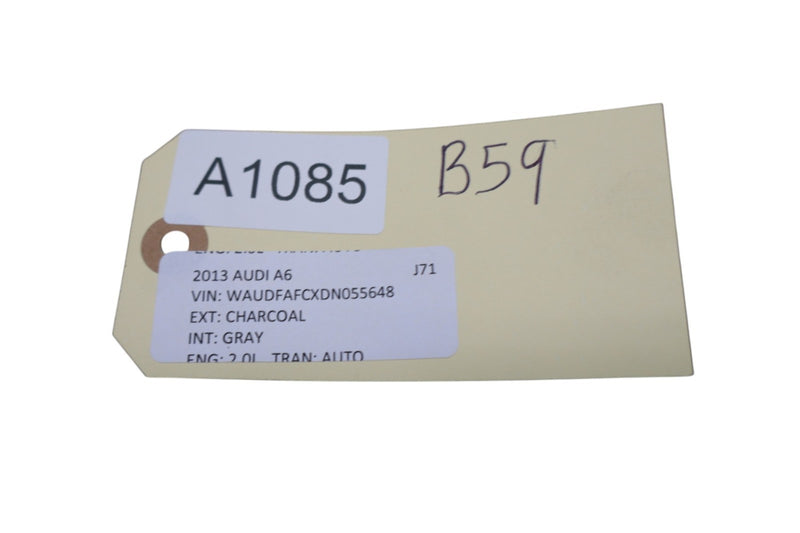 A1085
B59
2013 AUDI A6 J71
VIN: WAUDFAFCXDN055648
EXT: CHARCOAL
INT: GRAY
ENG: 2.0L TRAN: AUTO